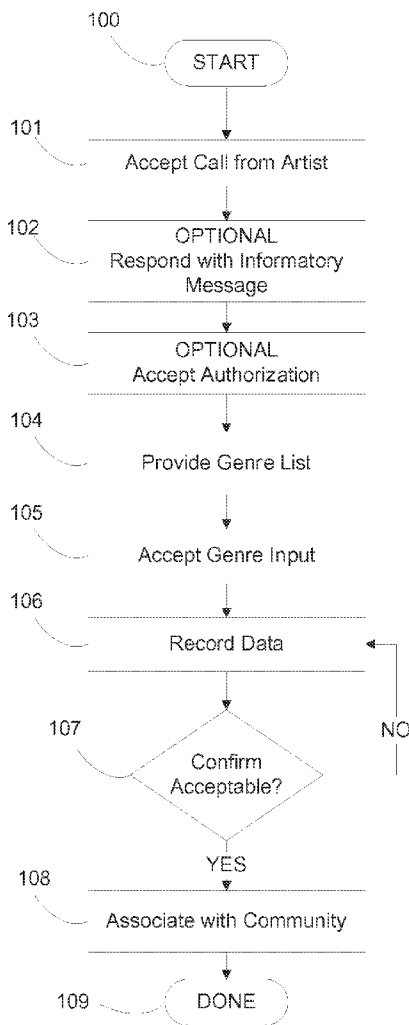 100
START
101
Accept Call from Artist
102
OPTIONAL
Respond with Informatory
Message
103
OPTIONAL
Accept Authorization
104
Provide Genre List
105
Accept Genre Input
106
Record Data
107
Confirm
Acceptable?
NO
YES
108
Associate with Community
109
DONE